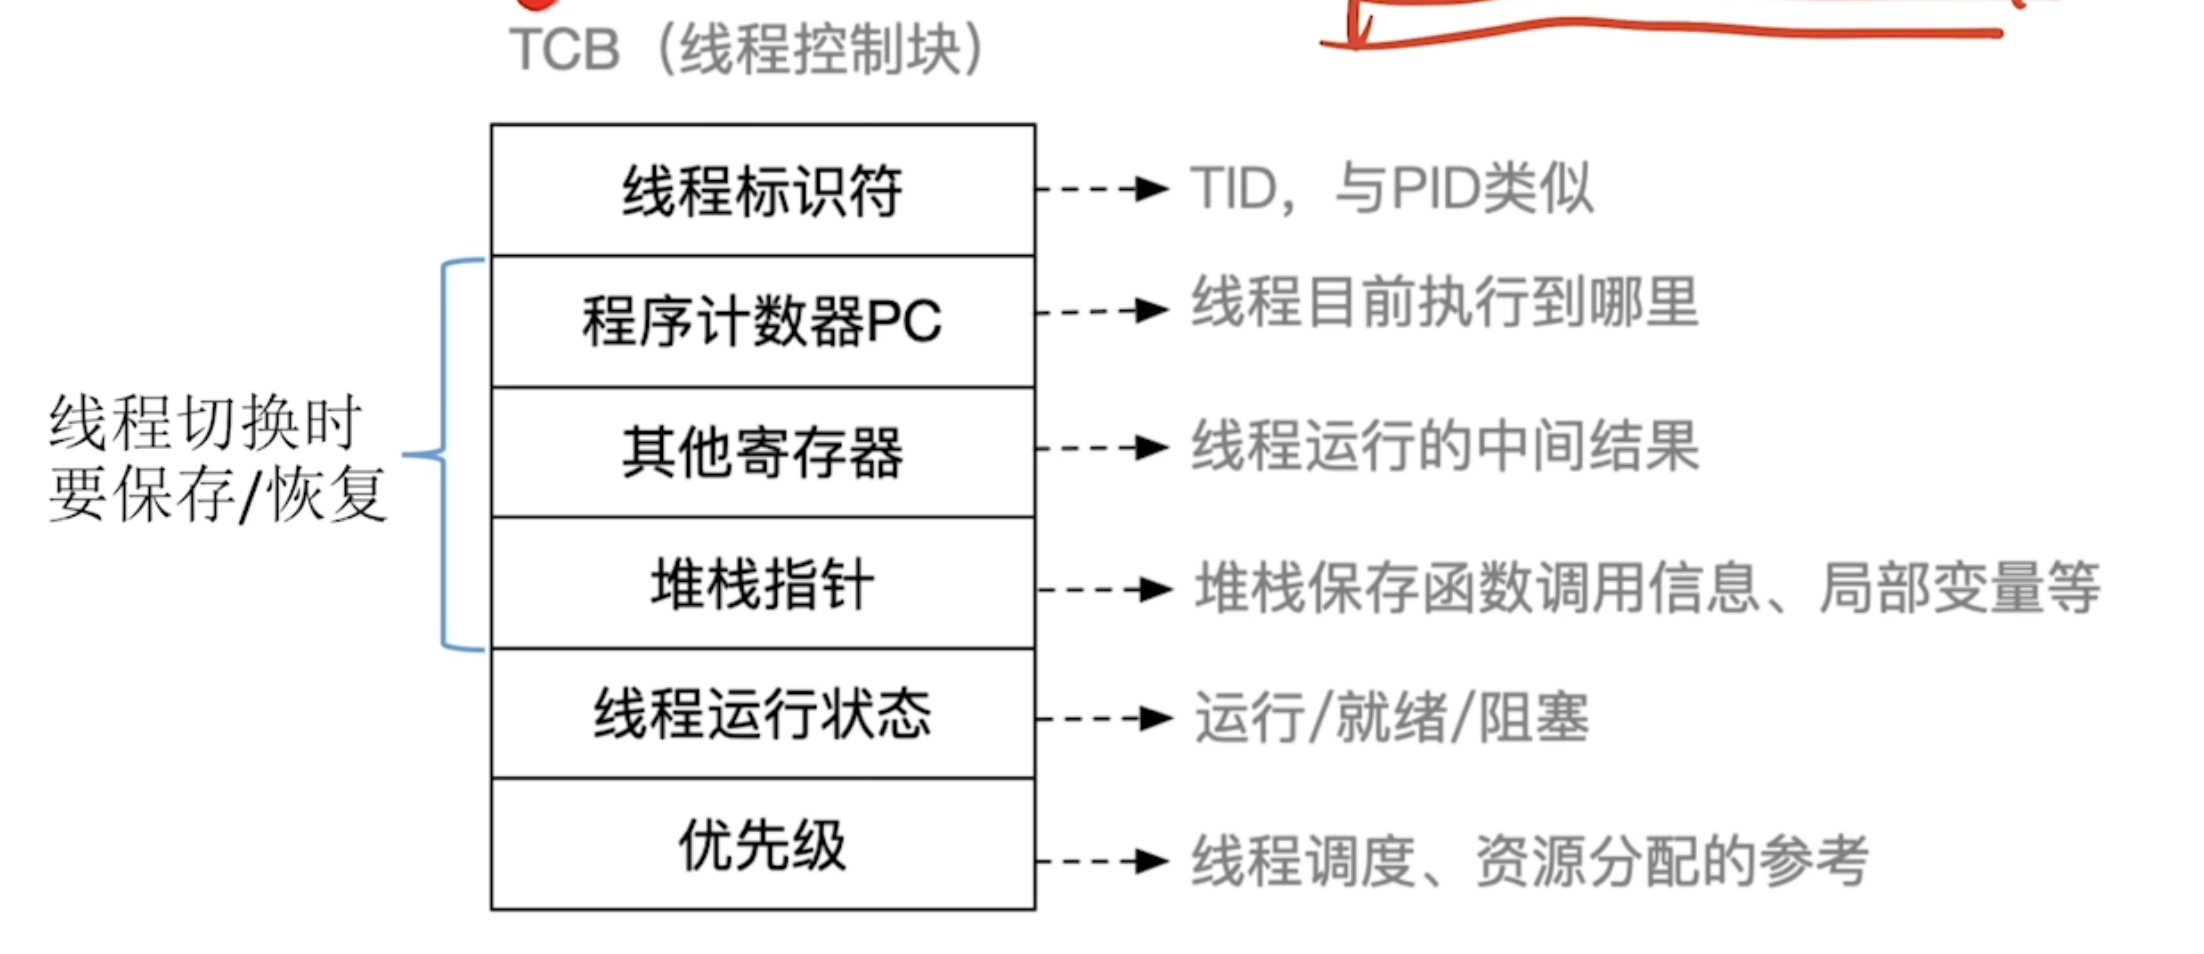 TCB（线程控制块）
线程标识符
TID，与PID类似
程序计数器PC
线程目前执行到哪里
线程切换时
要保存/恢复
其他寄存器
线程运行的中间结果
堆栈指针
堆栈保存函数调用信息、局部变量等
线程运行状态
运行/就绪/阻塞
优先级
线程调度、资源分配的参考